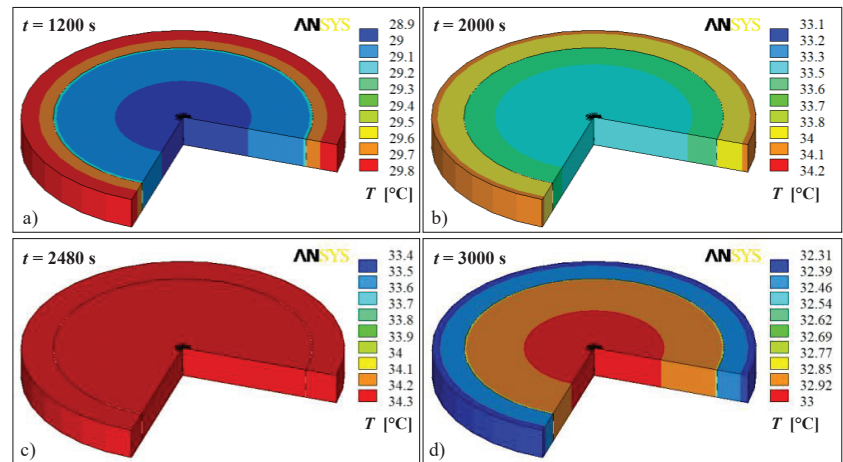 t = 1200 s
ANSYS
28.9
29
29.1
29.2
29.3
29.4
29.5
29.6
29.7
29.8
T [°C]
a)
t = 2000 s
ANSYS
33.1
33.2
33.3
33.5
33.6
33.7
33.8
34
34.1
34.2
T [°C]
b)
t = 2480 s
ANSYS
33.4
33.5
33.6
33.7
33.8
33.9
34
34.1
34.2
34.3
T [°C]
c)
t = 3000 s
ANSYS
32.31
32.39
32.46
32.54
32.62
32.69
32.77
32.85
32.92
33
T [°C]
d)